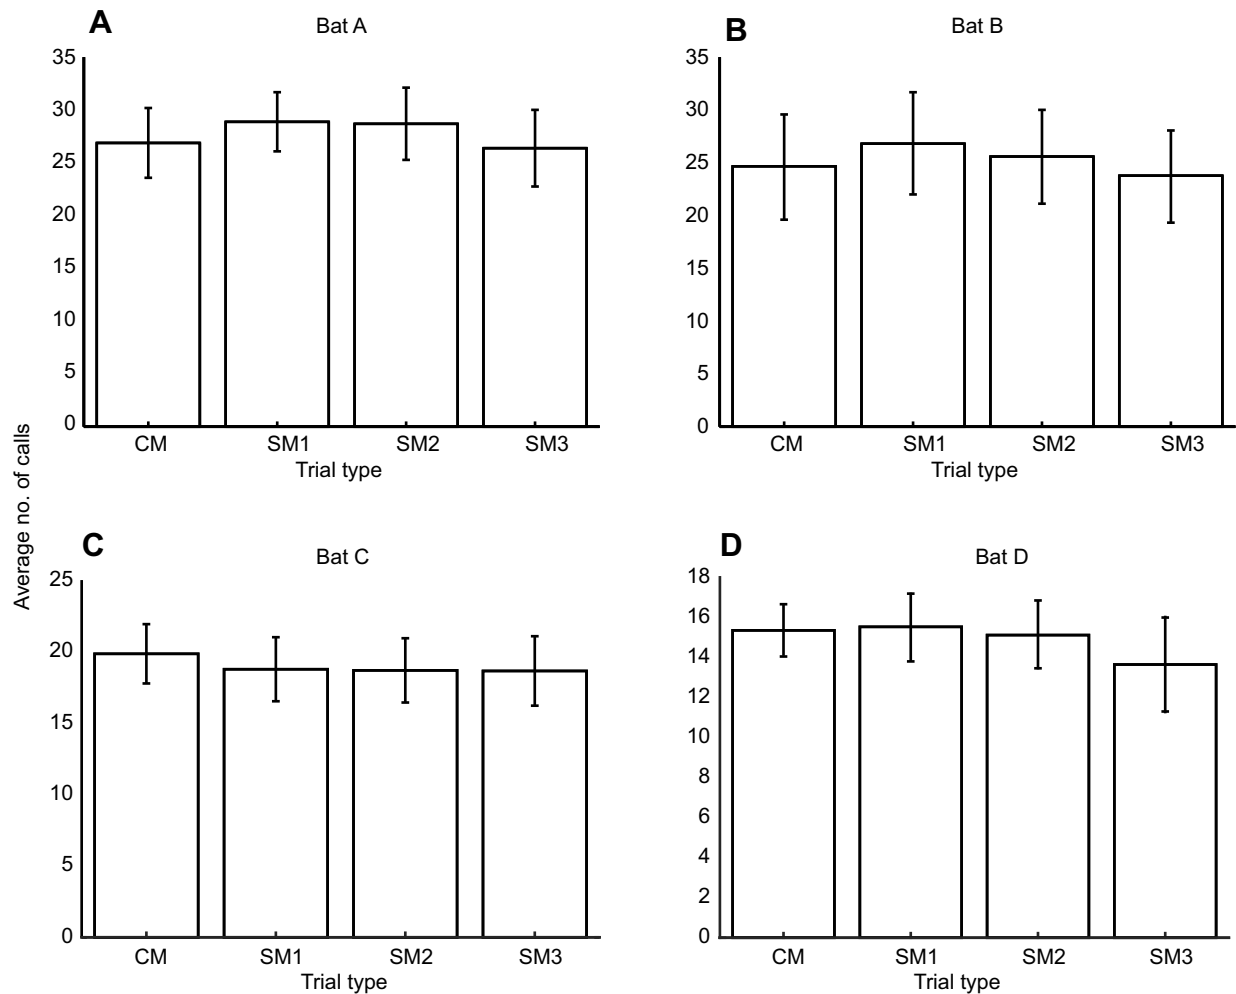 A
Bat A
35
30
25
20
15
10
5
0
CM SM1 SM2 SM3
Trial type
B
Bat B
35
30
25
20
15
10
5
0
CM SM1 SM2 SM3
Trial type
Average no. of calls
C
Bat C
25
20
15
10
5
0
CM SM1 SM2 SM3
Trial type
D
Bat D
18
16
14
12
10
8
6
4
2
0
CM SM1 SM2 SM3
Trial type